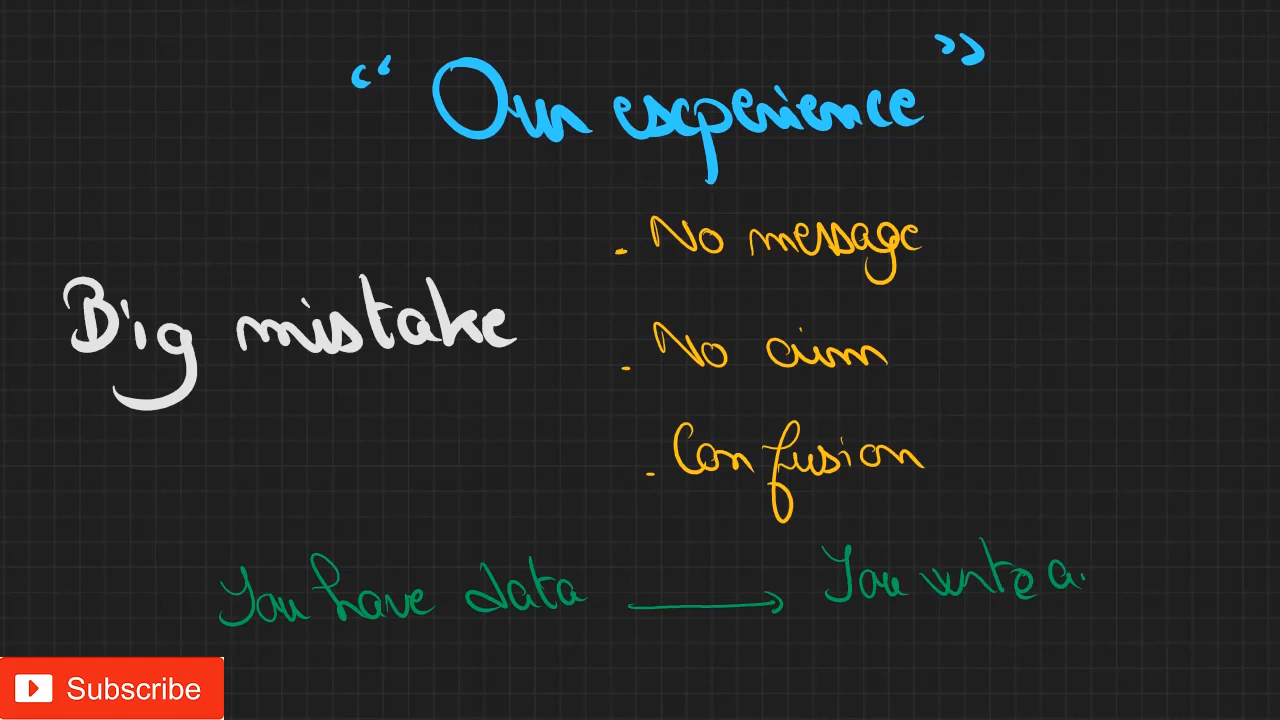 “ Our experience ”
. No message
Big mistake
. No aim
. Confusion
You have data → You write a
Subscribe